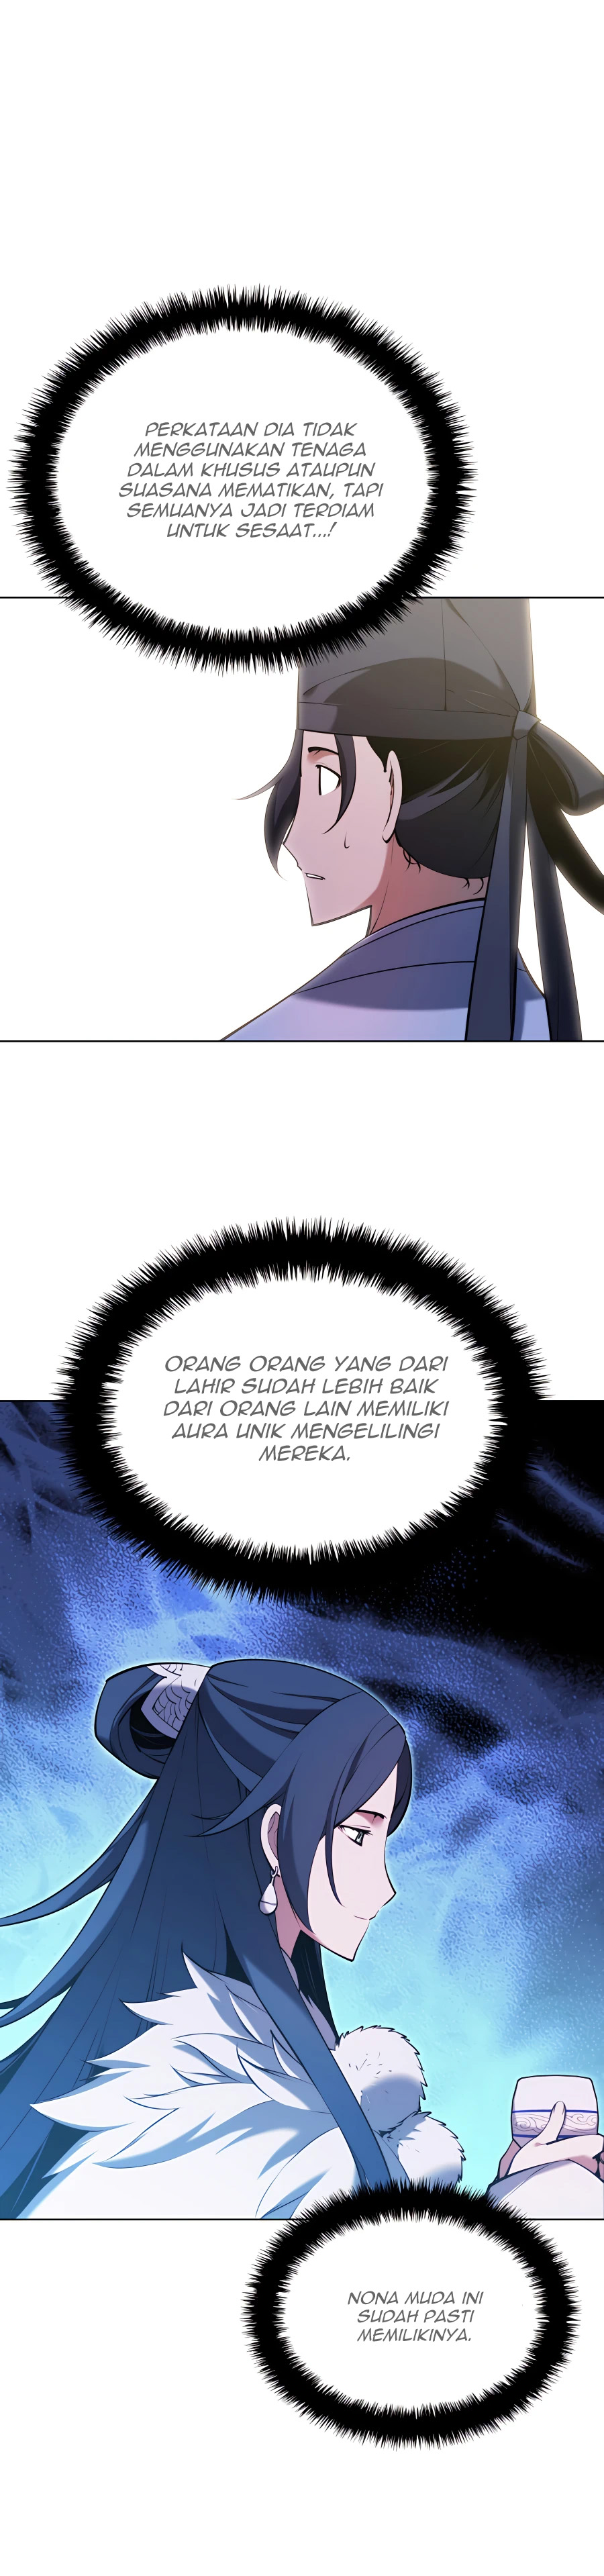 PERKATAAN DIA TIDAK
MENGGUNAKAN TENAGA
DALAM KHUSUS ATAUPUN
SUASANA MEMATIKAN, TAPI
SEMUANYA JADI TERDIAM
UNTUK SESAAT...!
ORANG ORANG YANG DARI
LAHIR SUDAH LEBIH BAIK
DARI ORANG LAIN MEMILIKI
AURA UNIK MENGELILINGI
MEREKA.
NONA MUDA INI
SUDAH PASTI
MEMILIKINYA.